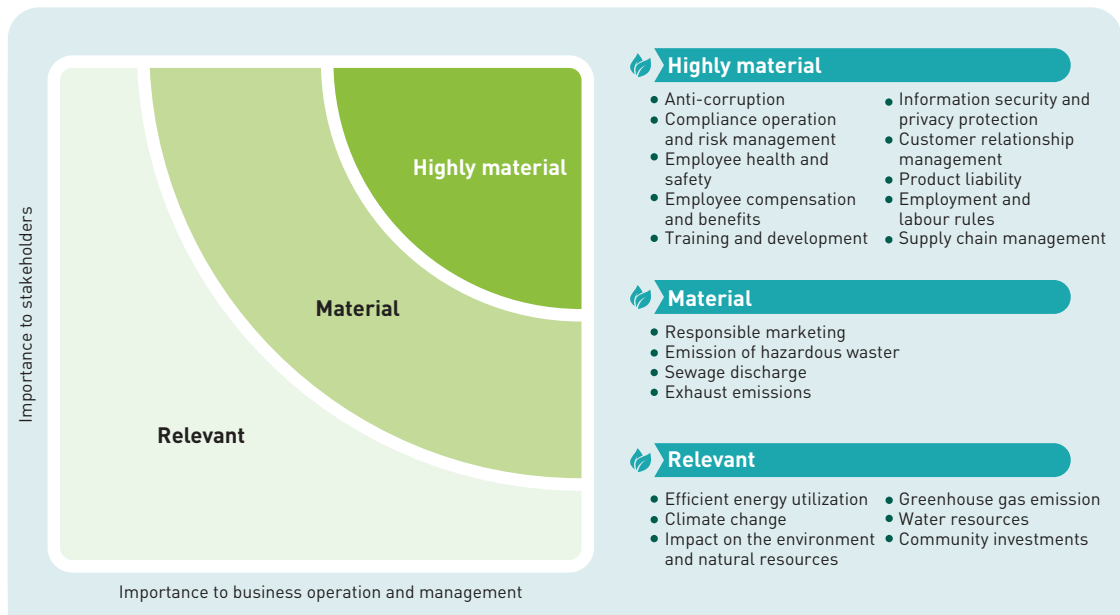 Importance to stakeholders
Highly material
Material
Relevant
Importance to business operation and management
Highly material
Anti-corruption
Compliance operation
and risk management
Employee health and
safety
Employee compensation
and benefits
Training and development
Information security and
privacy protection
Customer relationship
management
Product liability
Employment and
labour rules
Supply chain management
Material
Responsible marketing
Emission of hazardous waster
Sewage discharge
Exhaust emissions
Relevant
Efficient energy utilization
Climate change
Impact on the environment
and natural resources
Greenhouse gas emission
Water resources
Community investments